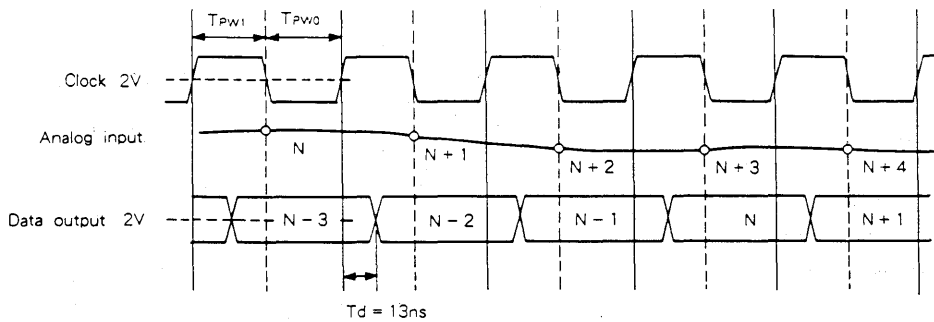 TPW1 TPW0
Clock 2V
Analog input
N N + 1 N + 2 N + 3 N + 4
Data output 2V N - 3 N - 2 N - 1 N N + 1
Td = 13ns